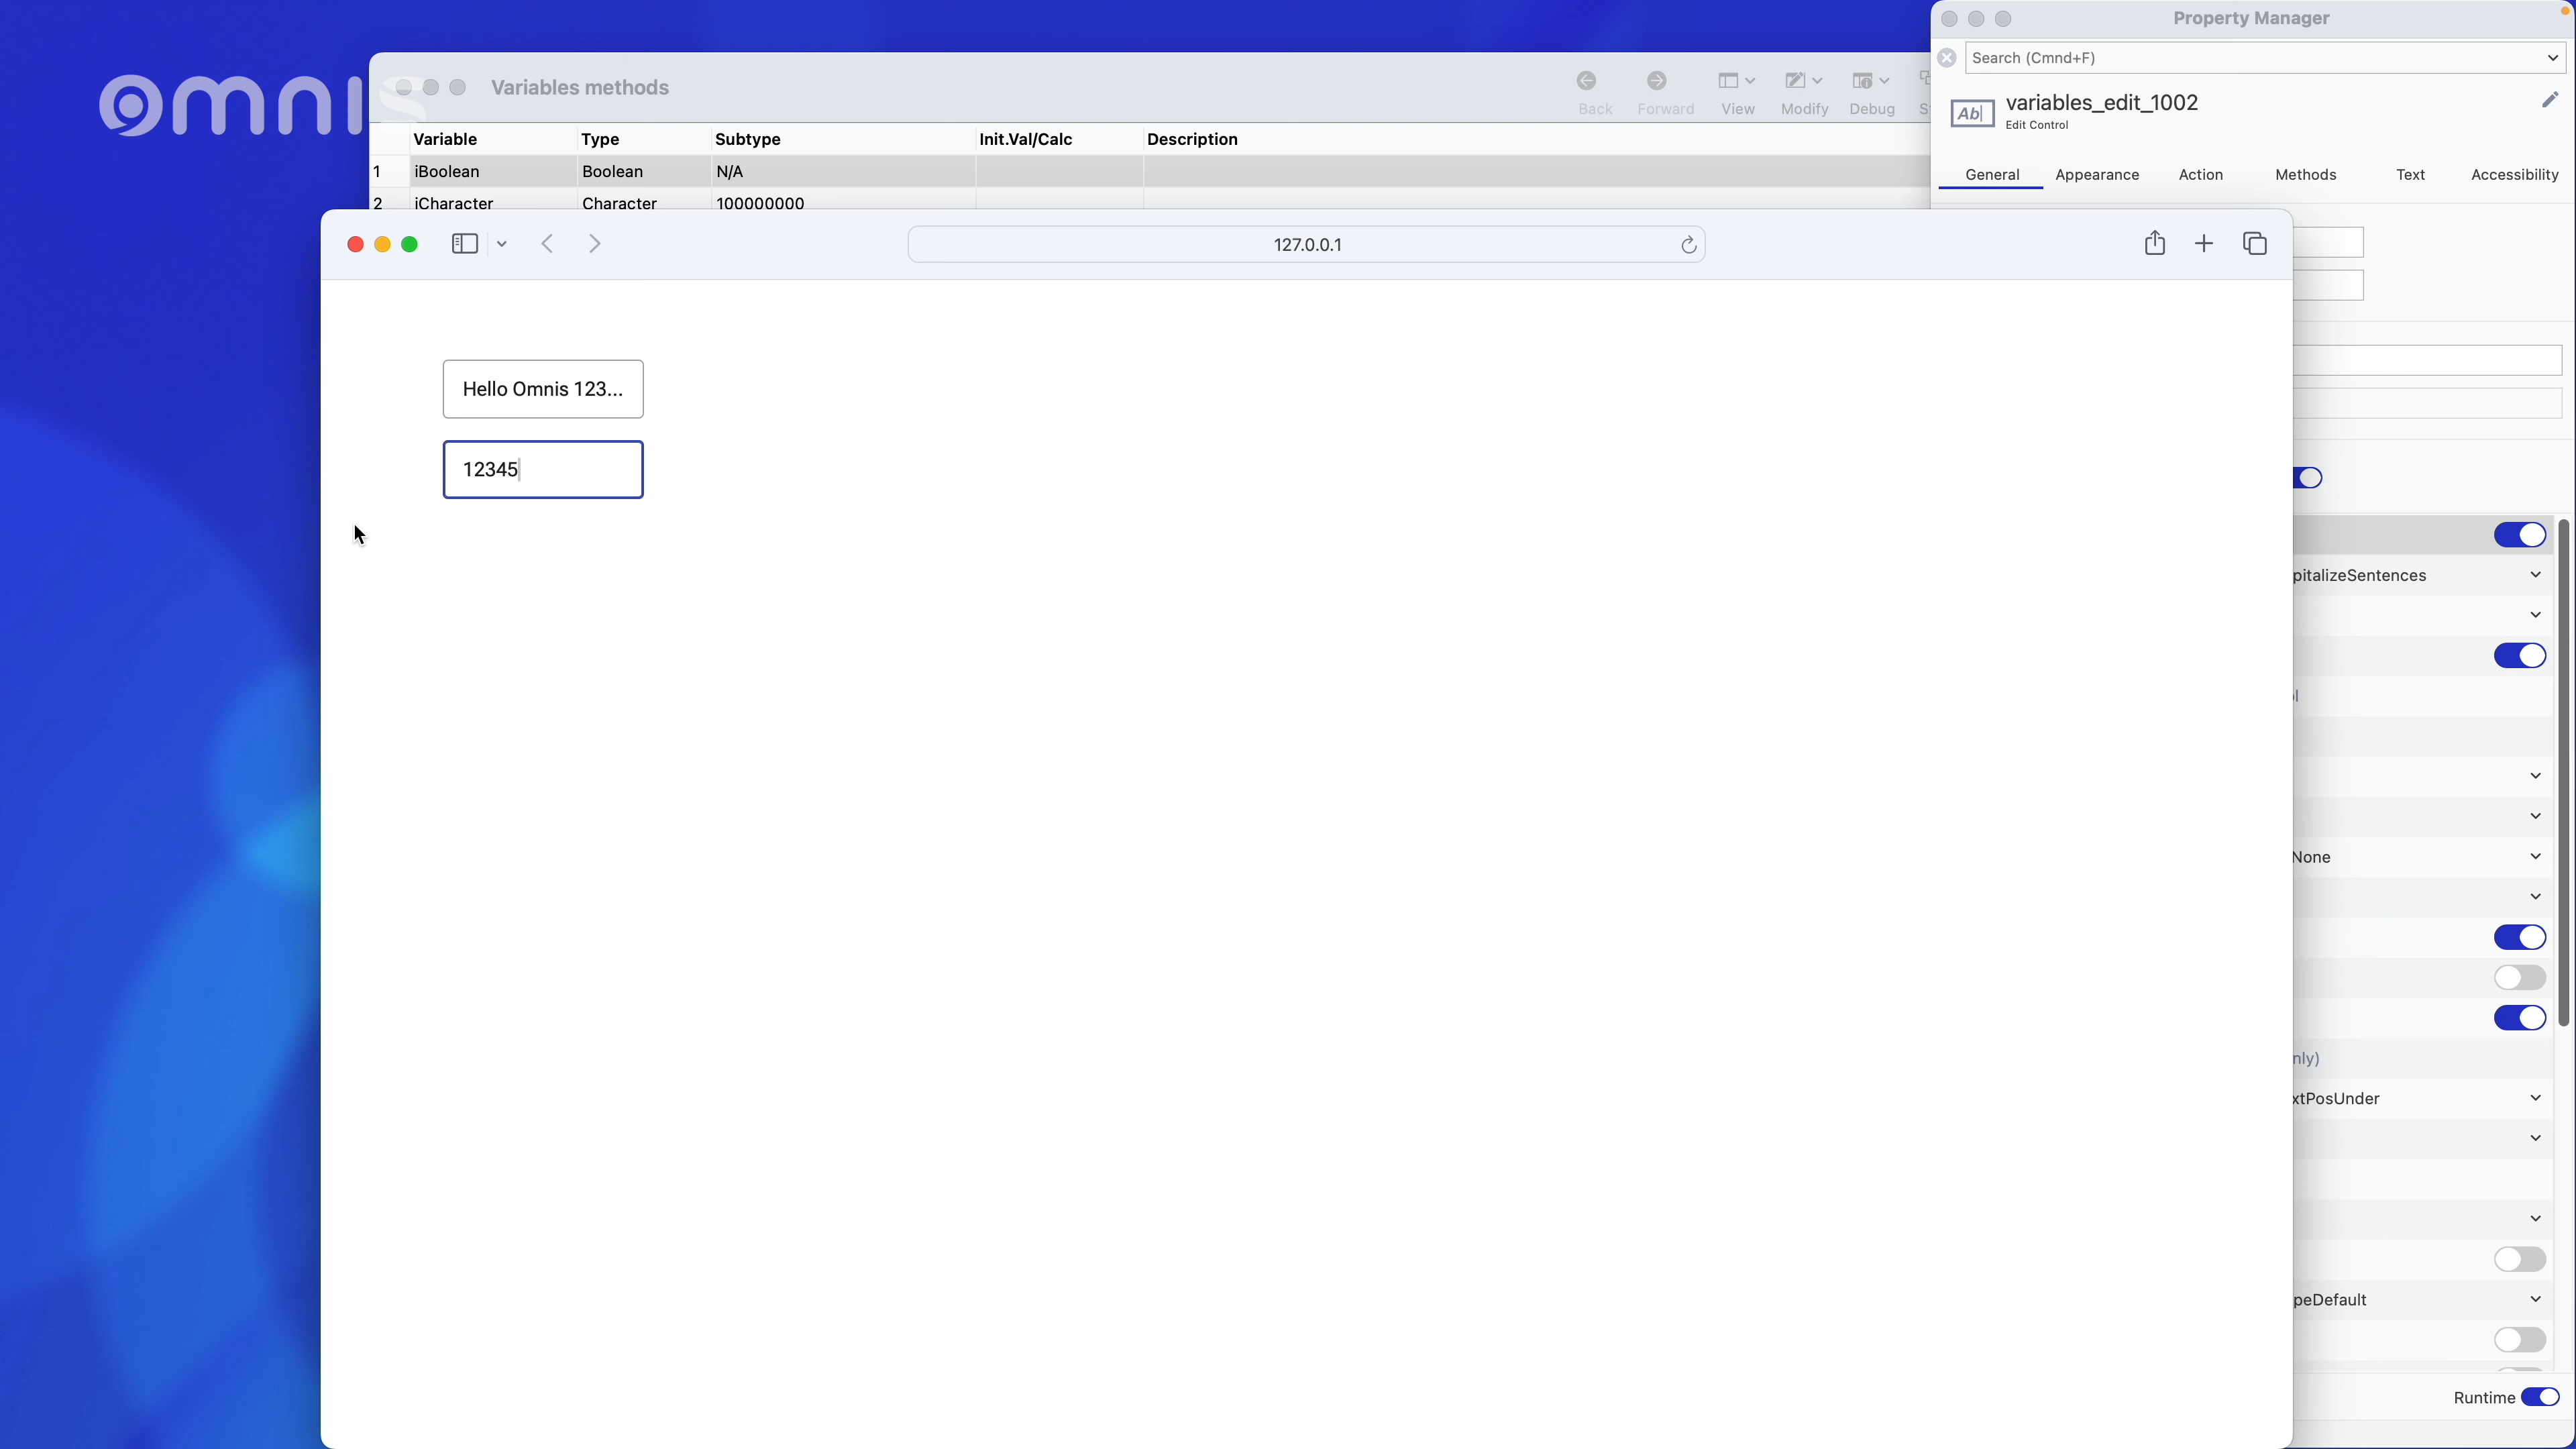 omnis
Variables methods
Back
Forward
View
Modify
Debug
Variable Type Subtype Init.Val/Calc Description
1 iBoolean Boolean N/A
2 iCharacter Character 100000000
127.0.0.1
Hello Omnis 123...
12345
Property Manager
Search (Cmnd+F)
Ab
variables_edit_1002
Edit Control
General Appearance Action Methods Text Accessibility
pitalizeSentences
None
nly)
xtPosUnder
peDefault
Runtime